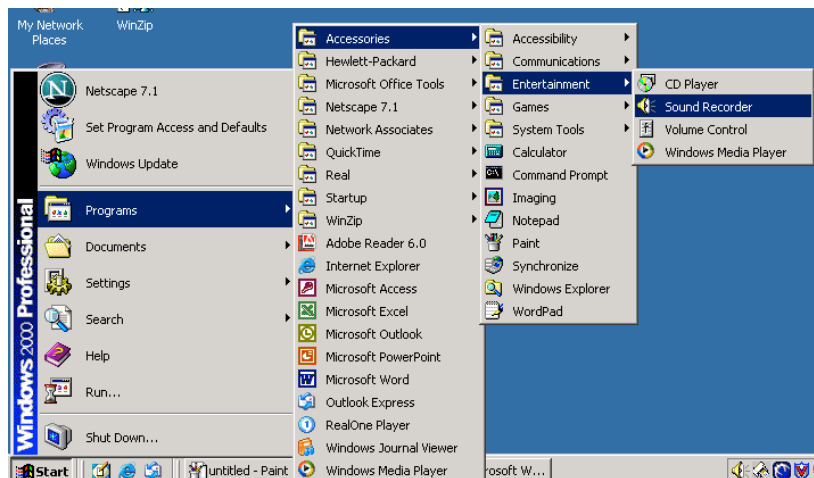 My Network
Places
WinZip
Netscape 7.1
Set Program Access and Defaults
Windows Update
Programs
Documents
Settings
Search
Help
Run...
Shut Down...
Windows 2000 Professional
Accessories
Hewlett-Packard
Microsoft Office Tools
Netscape 7.1
Network Associates
QuickTime
Real
Startup
WinZip
Adobe Reader 6.0
Internet Explorer
Microsoft Access
Microsoft Excel
Microsoft Outlook
Microsoft PowerPoint
Microsoft Word
Outlook Express
RealOne Player
Windows Journal Viewer
Windows Media Player
Accessibility
Communications
Entertainment
Games
System Tools
Calculator
Command Prompt
Imaging
Notepad
Paint
Synchronize
Windows Explorer
WordPad
CD Player
Sound Recorder
Volume Control
Windows Media Player
Start
untitled - Paint
rosoft W...